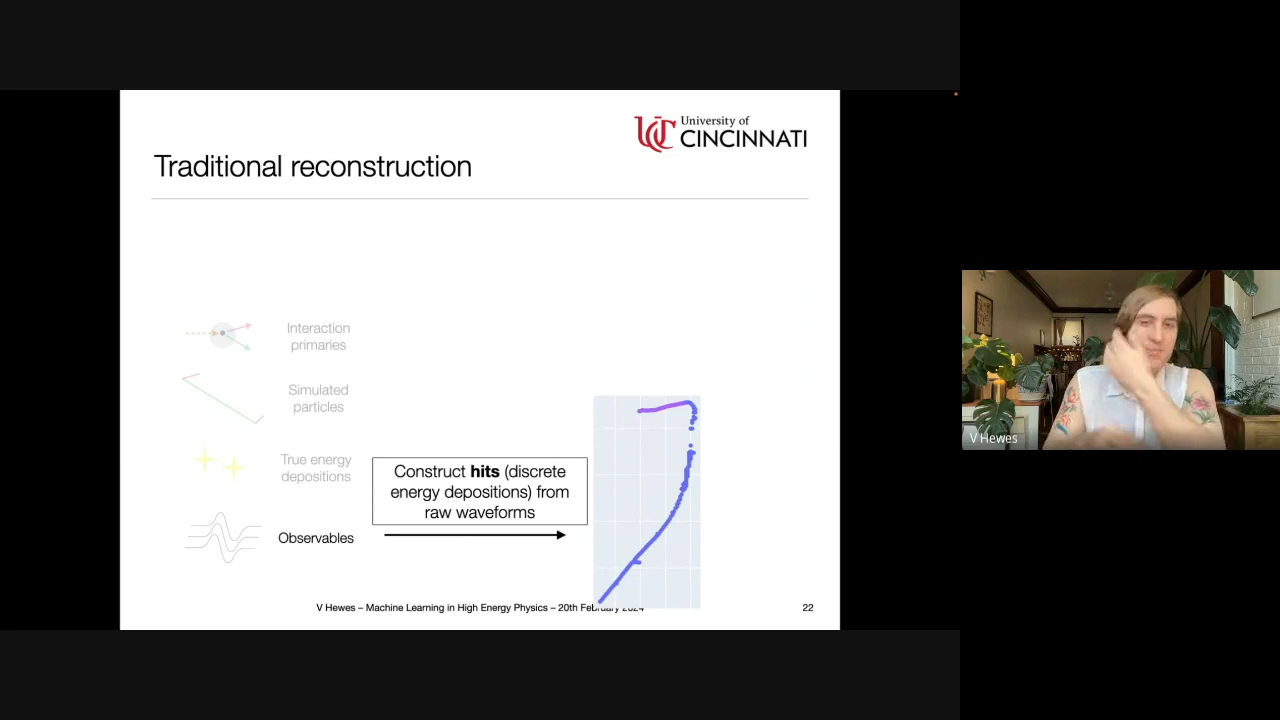 University of
CINCINNATI
Traditional reconstruction
Interaction
primaries
Simulated
particles
True energy
depositions
Construct hits (discrete
energy depositions) from
raw waveforms
Observables
V Hewes – Machine Learning in High Energy Physics – 20th February 2024
22
V Hewes